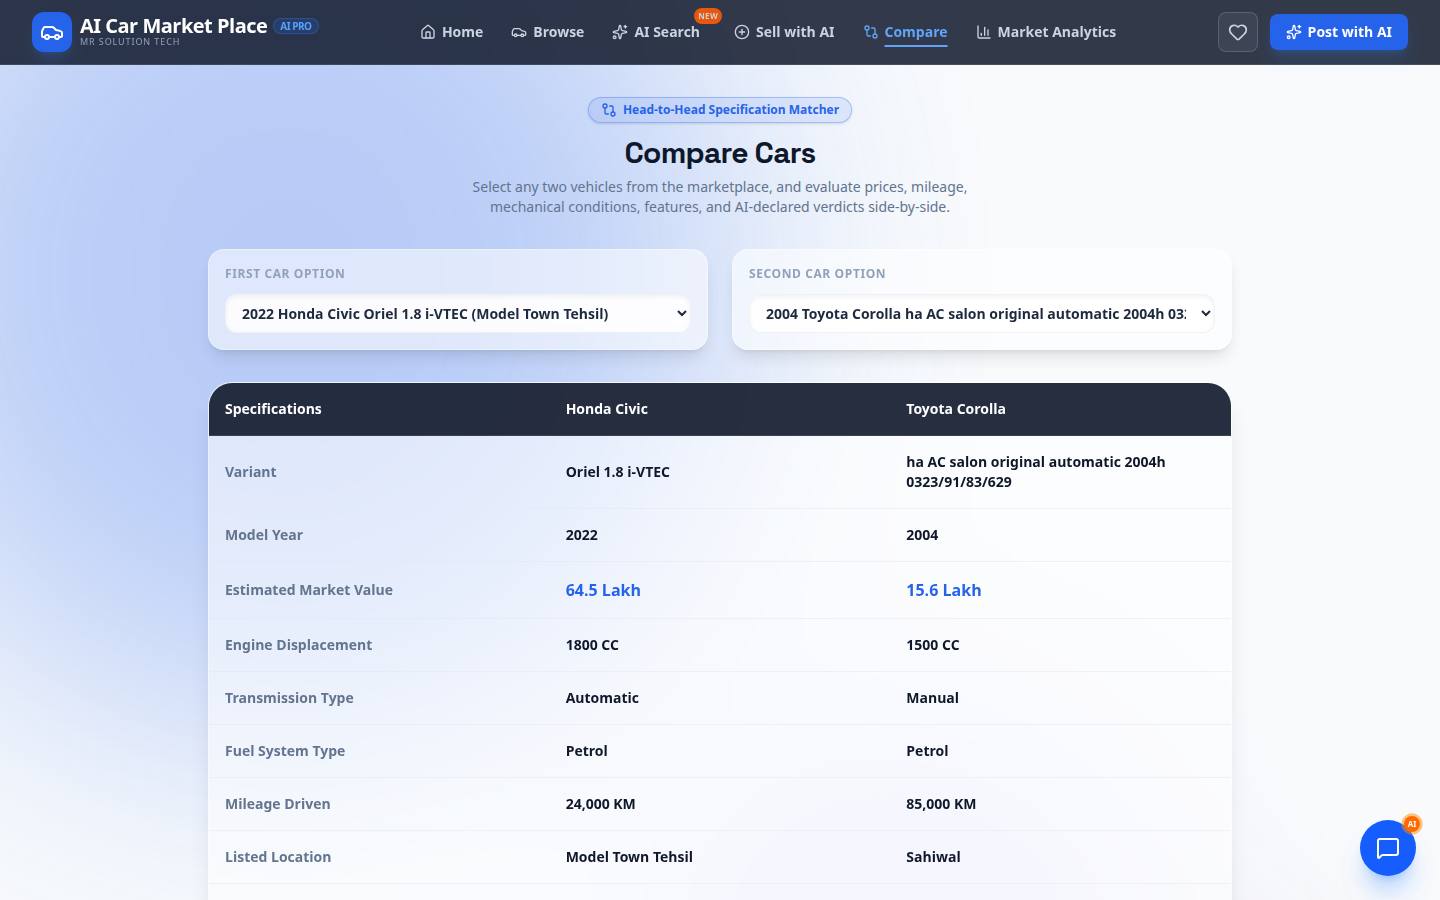 AI Car Market Place AI PRO
MR SOLUTION TECH
Home
Browse
AI Search
NEW
Sell with AI
Compare
Market Analytics
Post with AI
Head-to-Head Specification Matcher
Compare Cars
Select any two vehicles from the marketplace, and evaluate prices, mileage,
mechanical conditions, features, and AI-declared verdicts side-by-side.
FIRST CAR OPTION
2022 Honda Civic Oriel 1.8 i-VTEC (Model Town Tehsil)
SECOND CAR OPTION
2004 Toyota Corolla ha AC salon original automatic 2004h
Specifications Honda Civic Toyota Corolla
Variant Oriel 1.8 i-VTEC ha AC salon original automatic 2004h
0323/91/83/629
Model Year 2022 2004
Estimated Market Value 64.5 Lakh 15.6 Lakh
Engine Displacement 1800 CC 1500 CC
Transmission Type Automatic Manual
Fuel System Type Petrol Petrol
Mileage Driven 24,000 KM 85,000 KM
Listed Location Model Town Tehsil Sahiwal
AI